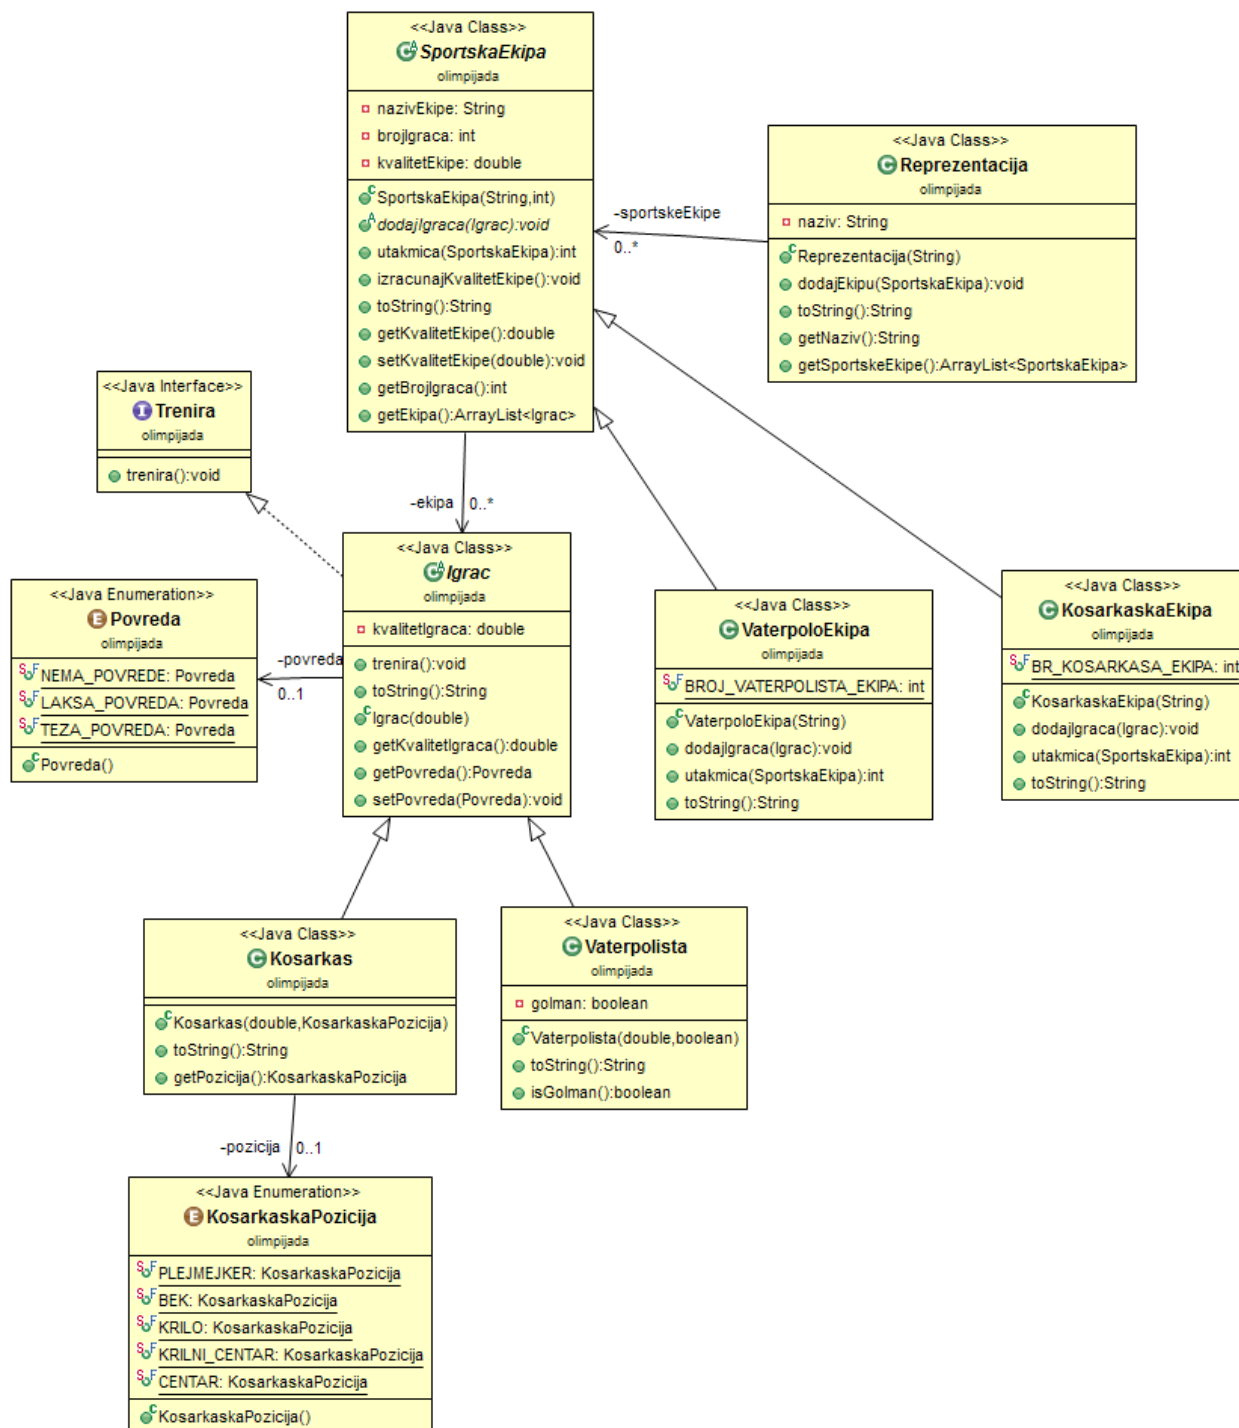 <<Java Class>>
SportskaEkipa
olimpijada
nazivEkipe: String
brojIgraca: int
kvalitetEkipe: double
SportskaEkipa(String,int)
dodajIgraca(Igrac):void
utakmica(SportskaEkipa):int
izracunajKvalitetEkipe():void
toString():String
getKvalitetEkipe():double
setKvalitetEkipe(double):void
getBrojIgraca():int
getEkipa():ArrayList<Igrac>
<<Java Class>>
Reprezentacija
olimpijada
naziv: String
Reprezentacija(String)
dodajEkipu(SportskaEkipa):void
toString():String
getNaziv():String
getSportskeEkipe():ArrayList<SportskaEkipa>
-sportskeEkipe
0..*
<<Java Interface>>
Trenira
olimpijada
trenira():void
-ekipa
0..*
<<Java Class>>
Igrac
olimpijada
kvalitetIgraca: double
trenira():void
toString():String
Igrac(double)
getKvalitetIgraca():double
getPovreda():Povreda
setPovreda(Povreda):void
<<Java Enumeration>>
Povreda
olimpijada
NEMA_POVREDE: Povreda
LAKSA_POVREDA: Povreda
TEZA_POVREDA: Povreda
Povreda()
-povreda
0..1
<<Java Class>>
VaterpoloEkipa
olimpijada
BROJ_VATERPOLISTA_EKIPA: int
VaterpoloEkipa(String)
dodajIgraca(Igrac):void
utakmica(SportskaEkipa):int
toString():String
<<Java Class>>
KosarkaskaEkipa
olimpijada
BR_KOSARKASA_EKIPA: int
KosarkaskaEkipa(String)
dodajIgraca(Igrac):void
utakmica(SportskaEkipa):int
toString():String
<<Java Class>>
Kosarkas
olimpijada
Kosarkas(double,KosarkaskaPozicija)
toString():String
getPozicija():KosarkaskaPozicija
<<Java Class>>
Vaterpolista
olimpijada
golman: boolean
Vaterpolista(double,boolean)
toString():String
isGolman():boolean
-pozicija
0..1
<<Java Enumeration>>
KosarkaskaPozicija
olimpijada
PLEJMEJKER: KosarkaskaPozicija
BEK: KosarkaskaPozicija
KRILO: KosarkaskaPozicija
KRILNI_CENTAR: KosarkaskaPozicija
CENTAR: KosarkaskaPozicija
KosarkaskaPozicija()